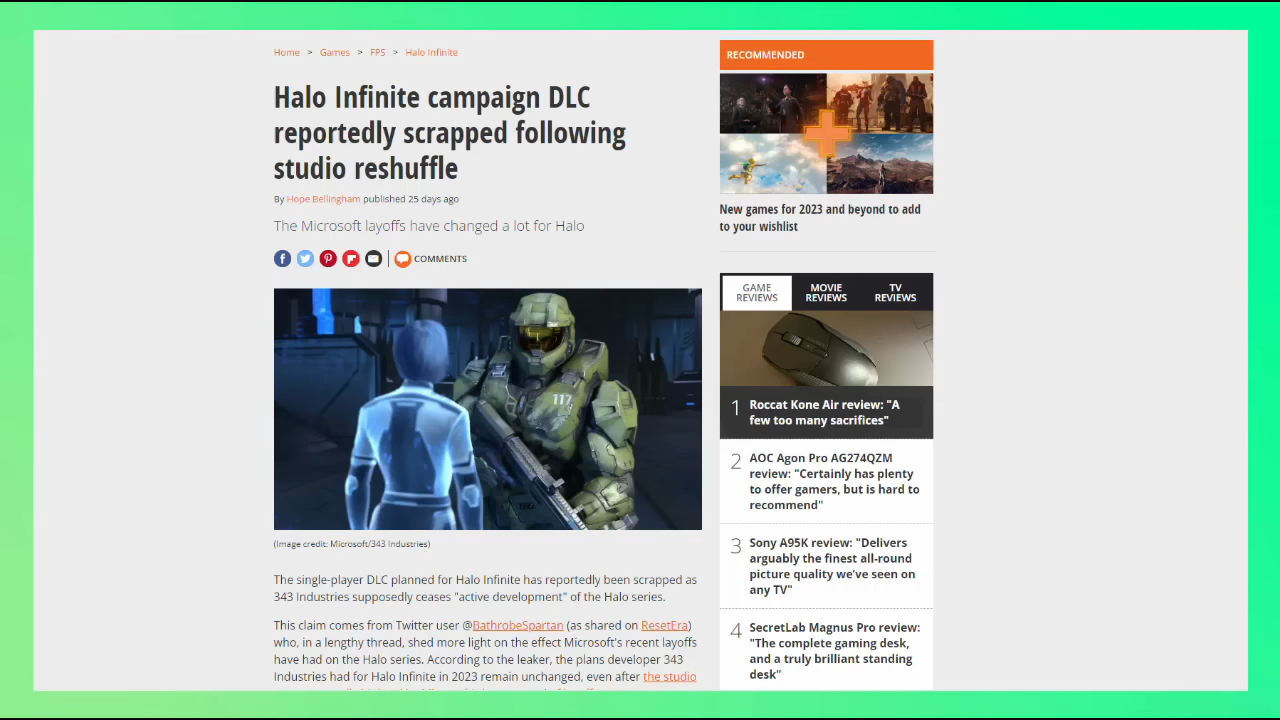 Home > Games > FPS > Halo Infinite
Halo Infinite campaign DLC
reportedly scrapped following
studio reshuffle
By Hope Bellingham published 25 days ago
The Microsoft layoffs have changed a lot for Halo
COMMENTS
117
(Image credit: Microsoft/343 Industries)
The single-player DLC planned for Halo Infinite has reportedly been scrapped as
343 Industries supposedly ceases "active development" of the Halo series.
This claim comes from Twitter user @BathrobeSpartan (as shared on ResetEra)
who, in a lengthy thread, shed more light on the effect Microsoft's recent layoffs
have had on the Halo series. According to the leaker, the plans developer 343
Industries had for Halo Infinite in 2023 remain unchanged, even after the studio
RECOMMENDED
New games for 2023 and beyond to add
to your wishlist
GAME
REVIEWS
MOVIE
REVIEWS
TV
REVIEWS
1 Roccat Kone Air review: "A
few too many sacrifices"
2 AOC Agon Pro AG274QZM
review: "Certainly has plenty
to offer gamers, but is hard to
recommend"
3 Sony A95K review: "Delivers
arguably the finest all-round
picture quality we've seen on
any TV"
4 SecretLab Magnus Pro review:
"The complete gaming desk,
and a truly brilliant standing
desk"